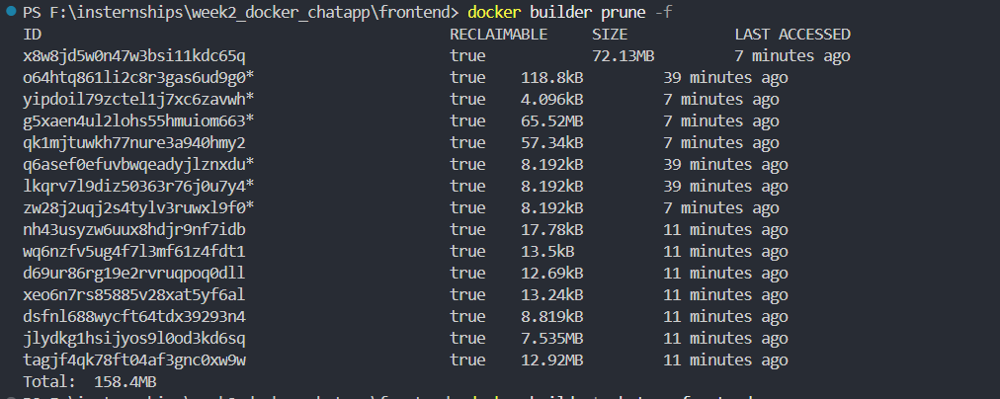 PS F:\insternships\week2_docker_chatapp\frontend> docker builder prune -f
ID RECLAIMABLE SIZE LAST ACCESSED
x8w8jd5w0n47w3bsi11kdc65q true 72.13MB 7 minutes ago
o64htq861li2c8r3gas6ud9g0* true 118.8kB 39 minutes ago
yipdoil79zctel1j7xc6zavwh* true 4.096kB 7 minutes ago
g5xaen4ul2lohs55hmuiom663* true 65.52MB 7 minutes ago
qk1mjtuwkh77nure3a940hmy2 true 57.34kB 7 minutes ago
q6asef0efuvbwqeadyjlznxdu* true 8.192kB 39 minutes ago
lkqrv7l9diz50363r76j0u7y4* true 8.192kB 39 minutes ago
zw28j2uqj2s4tylv3ruwxl9f0* true 8.192kB 7 minutes ago
nh43usyzw6uux8hdjr9nf7idb true 17.78kB 11 minutes ago
wq6nzfv5ug4f7l3mf61z4fdt1 true 13.5kB 11 minutes ago
d69ur86rg19e2rvruqpoq0dll true 12.69kB 11 minutes ago
xeo6n7rs85885v28xat5yf6al true 13.24kB 11 minutes ago
dsfnl688wycft64tdx39293n4 true 8.819kB 11 minutes ago
jlydkg1hsijyos9l0od3kd6sq true 7.535MB 11 minutes ago
tagjf4qk78ft04af3gnc0xw9w true 12.92MB 11 minutes ago
Total: 158.4MB